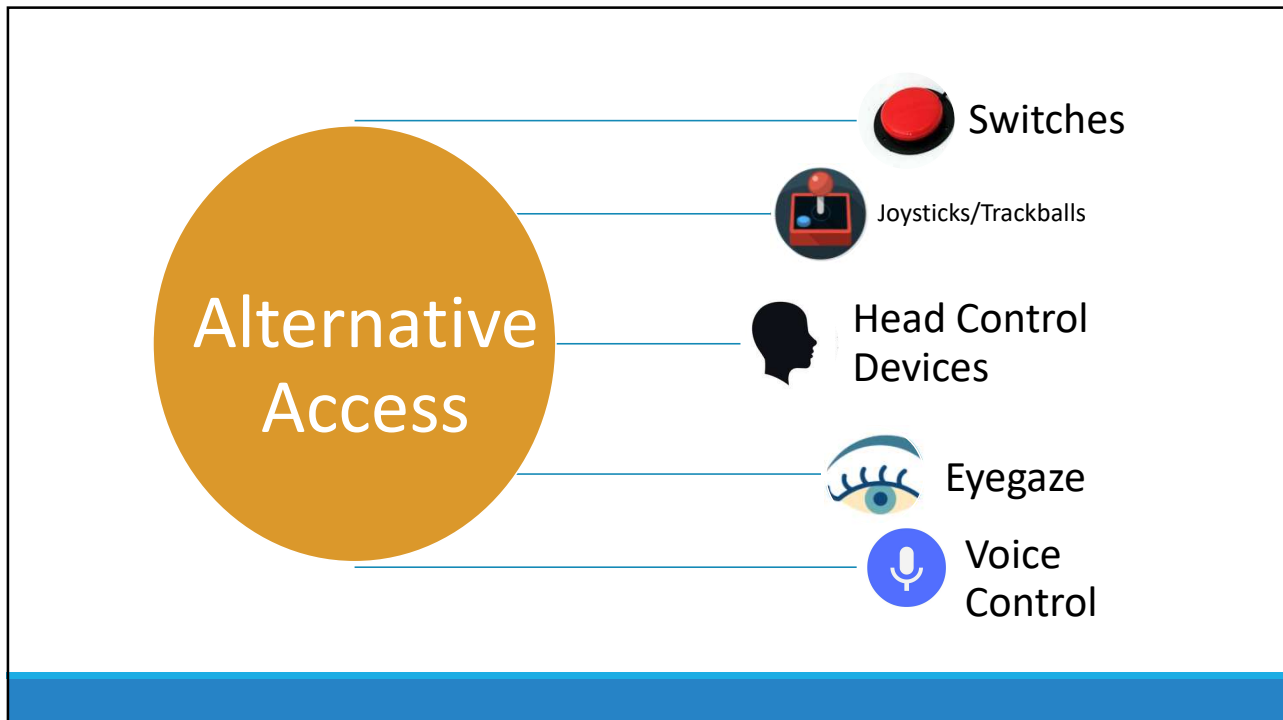 Alternative
Access
Switches
Joysticks/Trackballs
Head Control
Devices
Eyegaze
Voice
Control